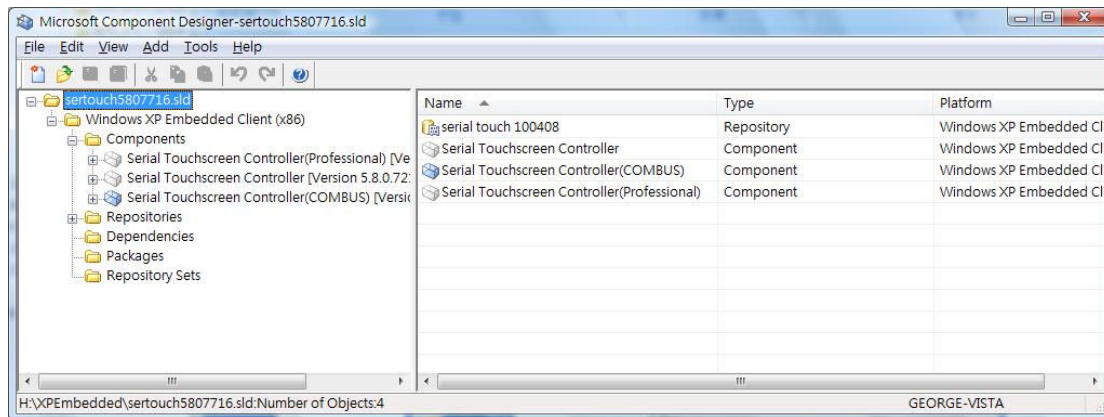 Microsoft Component Designer-sertouch5807716.sld
File Edit View Add Tools Help
sertouch5807716.sld
Windows XP Embedded Client (x86)
Components
Serial Touchscreen Controller(Professional) [Ve
Serial Touchscreen Controller [Version 5.8.0.72
Serial Touchscreen Controller(COMBUS) [Versic
Repositories
Dependencies
Packages
Repository Sets
Name Type Platform
serial touch 100408 Repository Windows XP Embedded Cl
Serial Touchscreen Controller Component Windows XP Embedded Cl
Serial Touchscreen Controller(COMBUS) Component Windows XP Embedded Cl
Serial Touchscreen Controller(Professional) Component Windows XP Embedded Cl
H:\XPEmbedded\sertouch5807716.sld:Number of Objects:4 GEORGE-VISTA